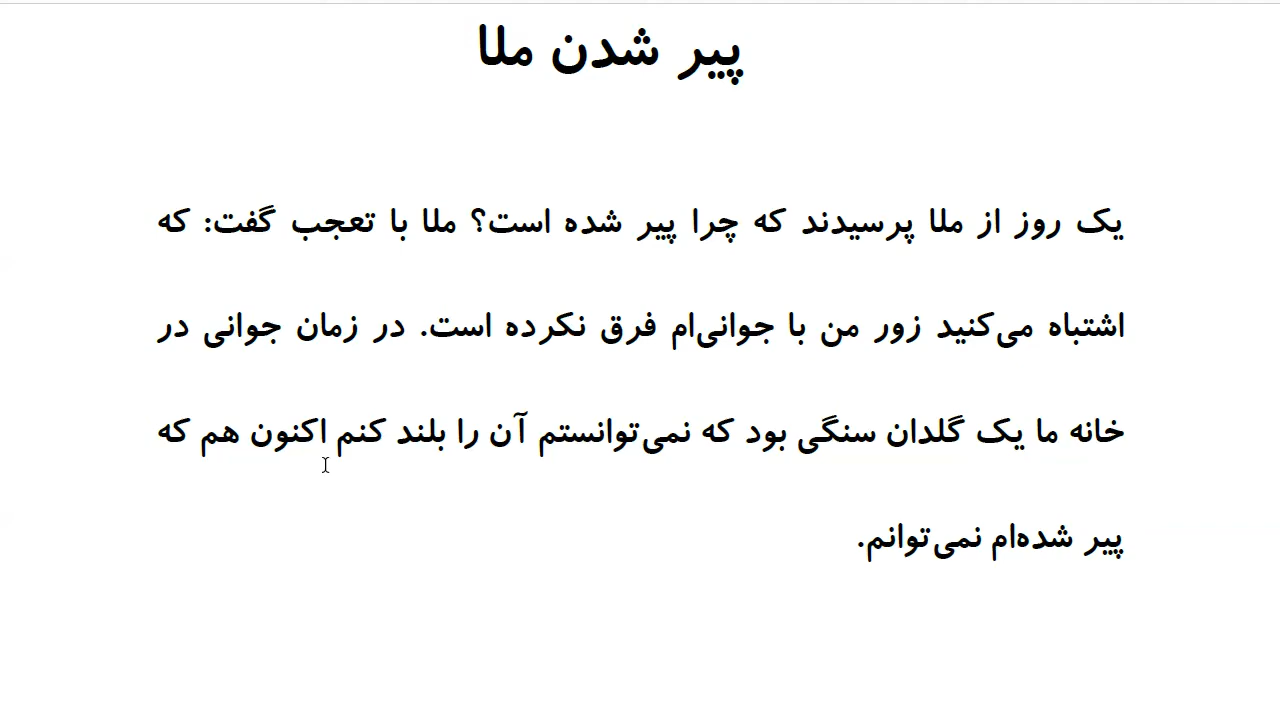 پیر شدن ملا
یک روز از ملا پرسیدند که چرا پیر شده است؟ ملا با تعجب گفت: که
اشتباه می‌کنید زور من با جوانی‌ام فرق نکرده است. در زمان جوانی در
خانه ما یک گلدان سنگی بود که نمی‌توانستم آن را بلند کنم اکنون هم که
پیر شده‌ام نمی‌توانم.